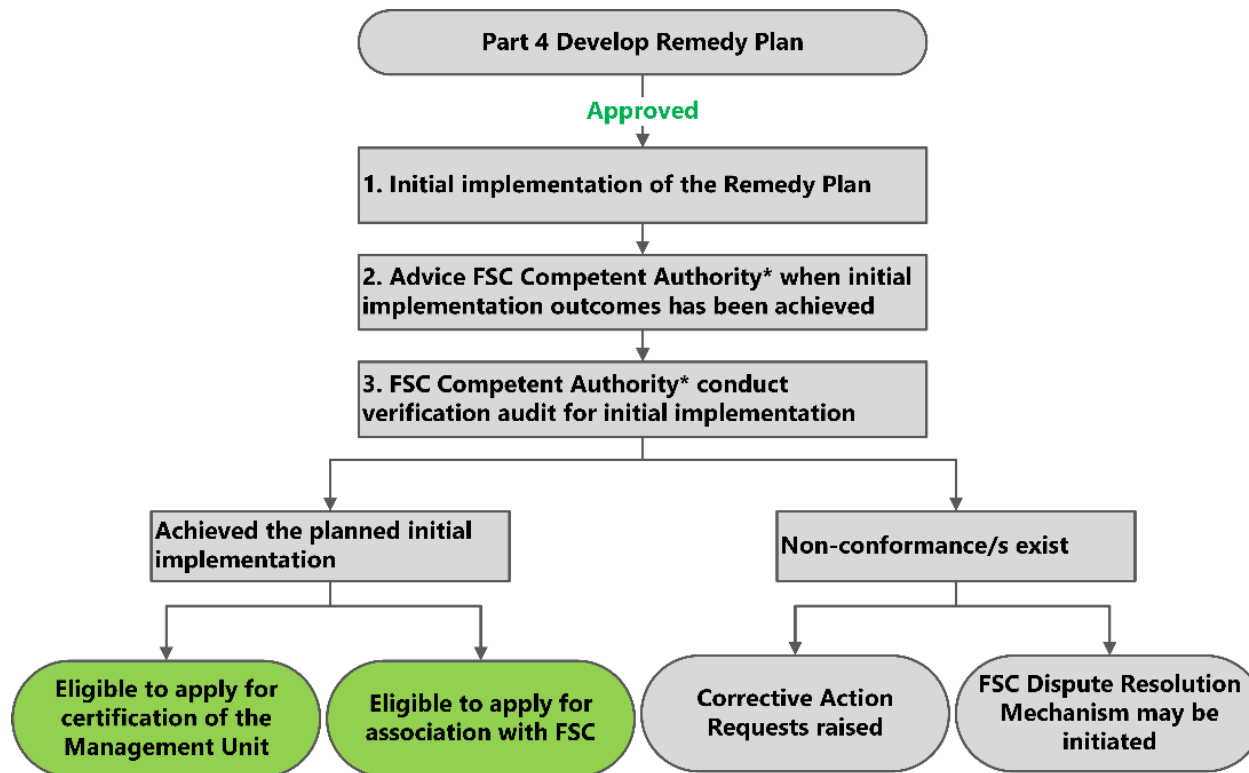 Part 4 Develop Remedy Plan
Approved
1. Initial implementation of the Remedy Plan
2. Advice FSC Competent Authority* when initial
implementation outcomes has been achieved
3. FSC Competent Authority* conduct
verification audit for initial implementation
Achieved the planned initial
implementation
Non-conformance/s exist
Eligible to apply for
certification of the
Management Unit
Eligible to apply for
association with FSC
Corrective Action
Requests raised
FSC Dispute Resolution
Mechanism may be
initiated